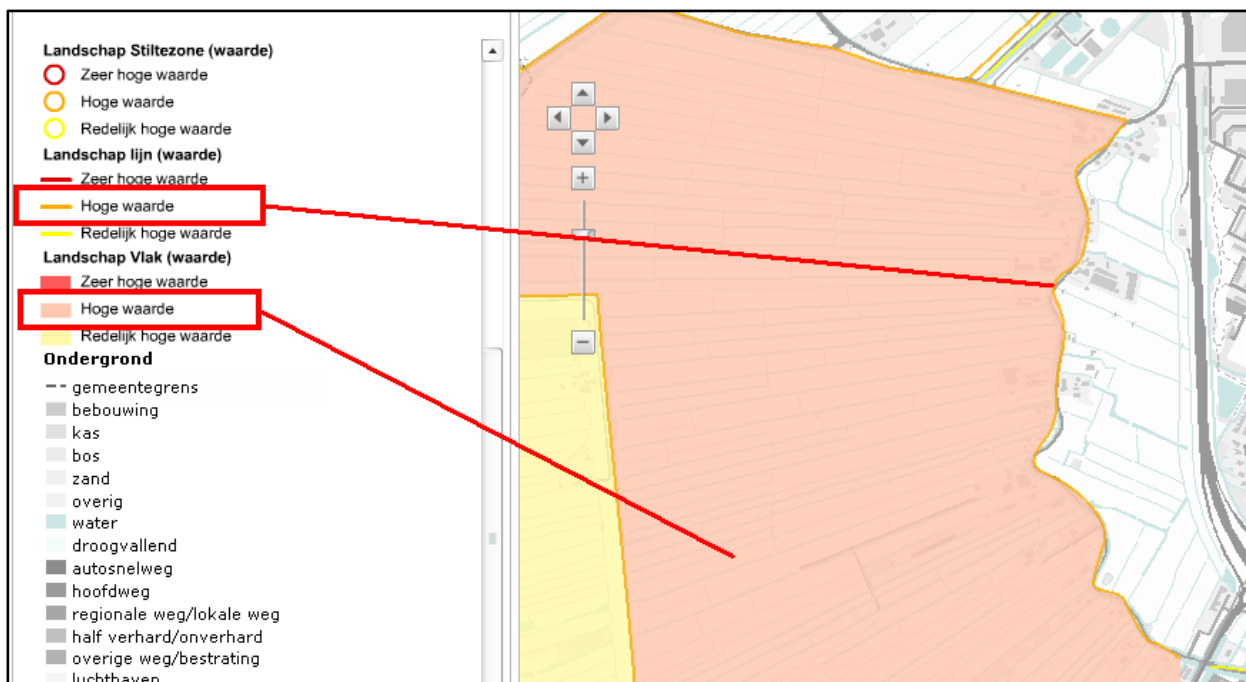 Landschap Stiltezone (waarde)
Zeer hoge waarde
Hoge waarde
Redelijk hoge waarde
Landschap lijn (waarde)
Zeer hoge waarde
Hoge waarde
Redelijk hoge waarde
Landschap Vlak (waarde)
Zeer hoge waarde
Hoge waarde
Redelijk hoge waarde
Ondergrond
gemeentegrens
bebouwing
kas
bos
zand
overig
water
droogvallend
autosnelweg
hoofdweg
regionale weg/lokale weg
half verhard/onverhard
overige weg/bestrating
luchthaven